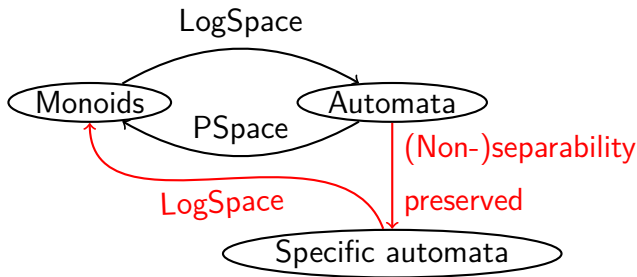 LogSpace
Monoids
Automata
PSpace
(Non-)separability
preserved
LogSpace
Specific automata